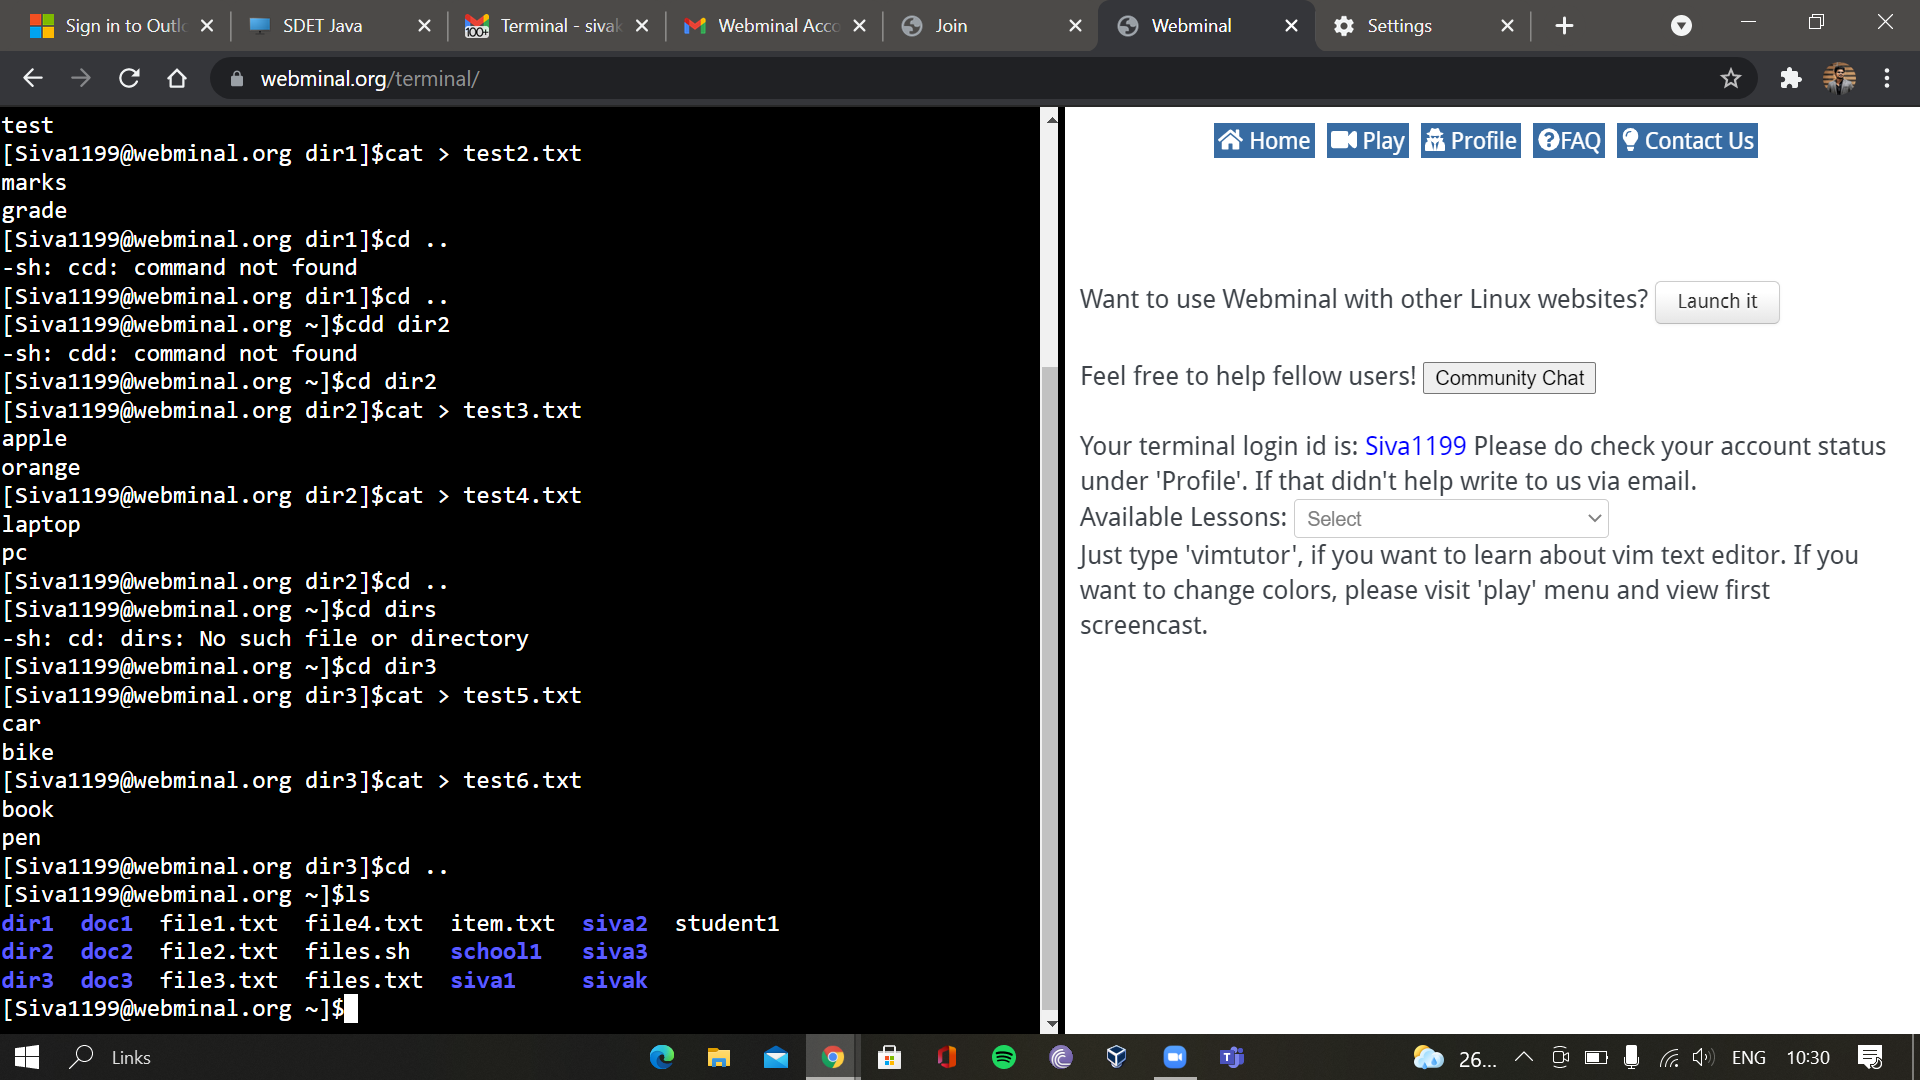 Sign in to Outlo
SDET Java
Terminal - sivak
Webminal Acco
Join
Webminal
Settings
webminal.org/terminal/
test
[Siva1199@webminal.org dir1]$cat > test2.txt
marks
grade
[Siva1199@webminal.org dir1]$cd ..
-sh: ccd: command not found
[Siva1199@webminal.org dir1]$cd ..
[Siva1199@webminal.org ~]$cdd dir2
-sh: cdd: command not found
[Siva1199@webminal.org ~]$cd dir2
[Siva1199@webminal.org dir2]$cat > test3.txt
apple
orange
[Siva1199@webminal.org dir2]$cat > test4.txt
laptop
pc
[Siva1199@webminal.org dir2]$cd ..
[Siva1199@webminal.org ~]$cd dirs
-sh: cd: dirs: No such file or directory
[Siva1199@webminal.org ~]$cd dir3
[Siva1199@webminal.org dir3]$cat > test5.txt
car
bike
[Siva1199@webminal.org dir3]$cat > test6.txt
book
pen
[Siva1199@webminal.org dir3]$cd ..
[Siva1199@webminal.org ~]$ls
dir1 doc1 file1.txt file4.txt item.txt siva2 student1
dir2 doc2 file2.txt files.sh school1 siva3
dir3 doc3 file3.txt files.txt siva1 sivak
[Siva1199@webminal.org ~]$
Home Play Profile FAQ Contact Us
Want to use Webminal with other Linux websites? Launch it
Feel free to help fellow users! Community Chat
Your terminal login id is: Siva1199 Please do check your account status
under 'Profile'. If that didn't help write to us via email.
Available Lessons: Select
Just type 'vimtutor', if you want to learn about vim text editor. If you
want to change colors, please visit 'play' menu and view first
screencast.
Links
26...
ENG
10:30